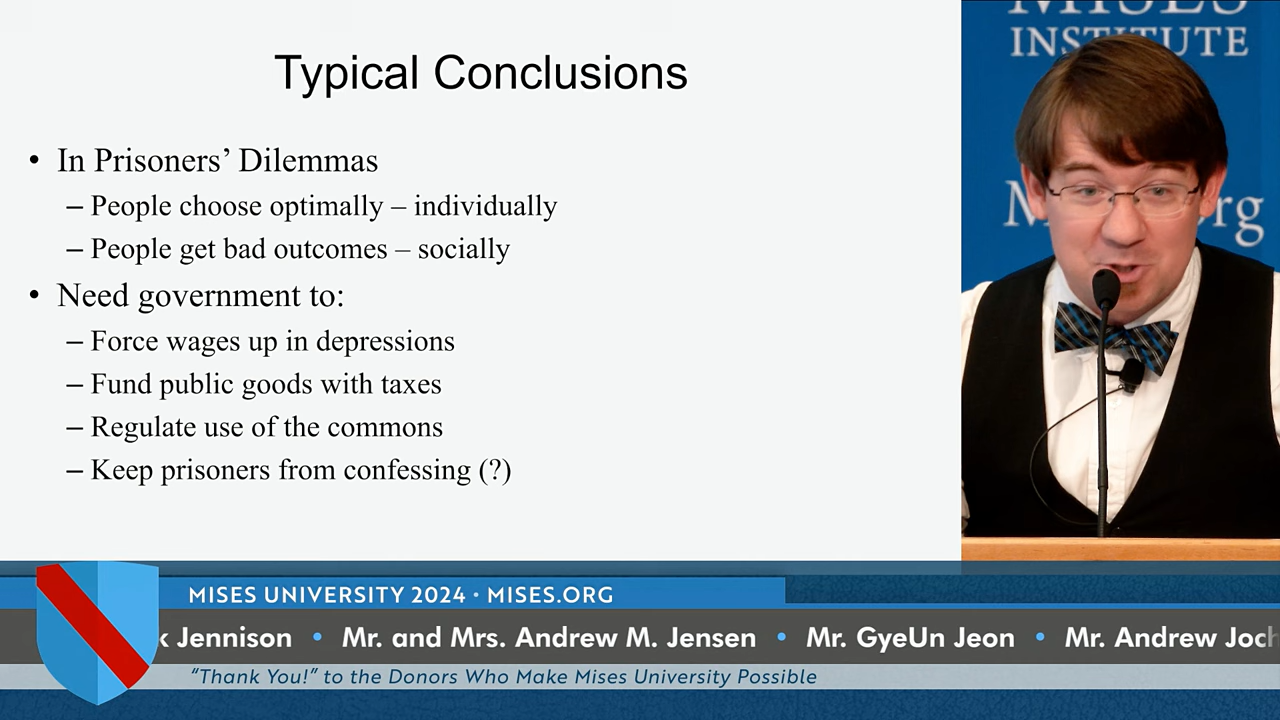 Typical Conclusions
• In Prisoners’ Dilemmas
– People choose optimally – individually
– People get bad outcomes – socially
• Need government to:
– Force wages up in depressions
– Fund public goods with taxes
– Regulate use of the commons
– Keep prisoners from confessing (?)
MISES
INSTITUTE
M rg
MISES UNIVERSITY 2024 • MISES.ORG
k Jennison • Mr. and Mrs. Andrew M. Jensen • Mr. GyeUn Jeon • Mr. Andrew Joch
“Thank You!” to the Donors Who Make Mises University Possible